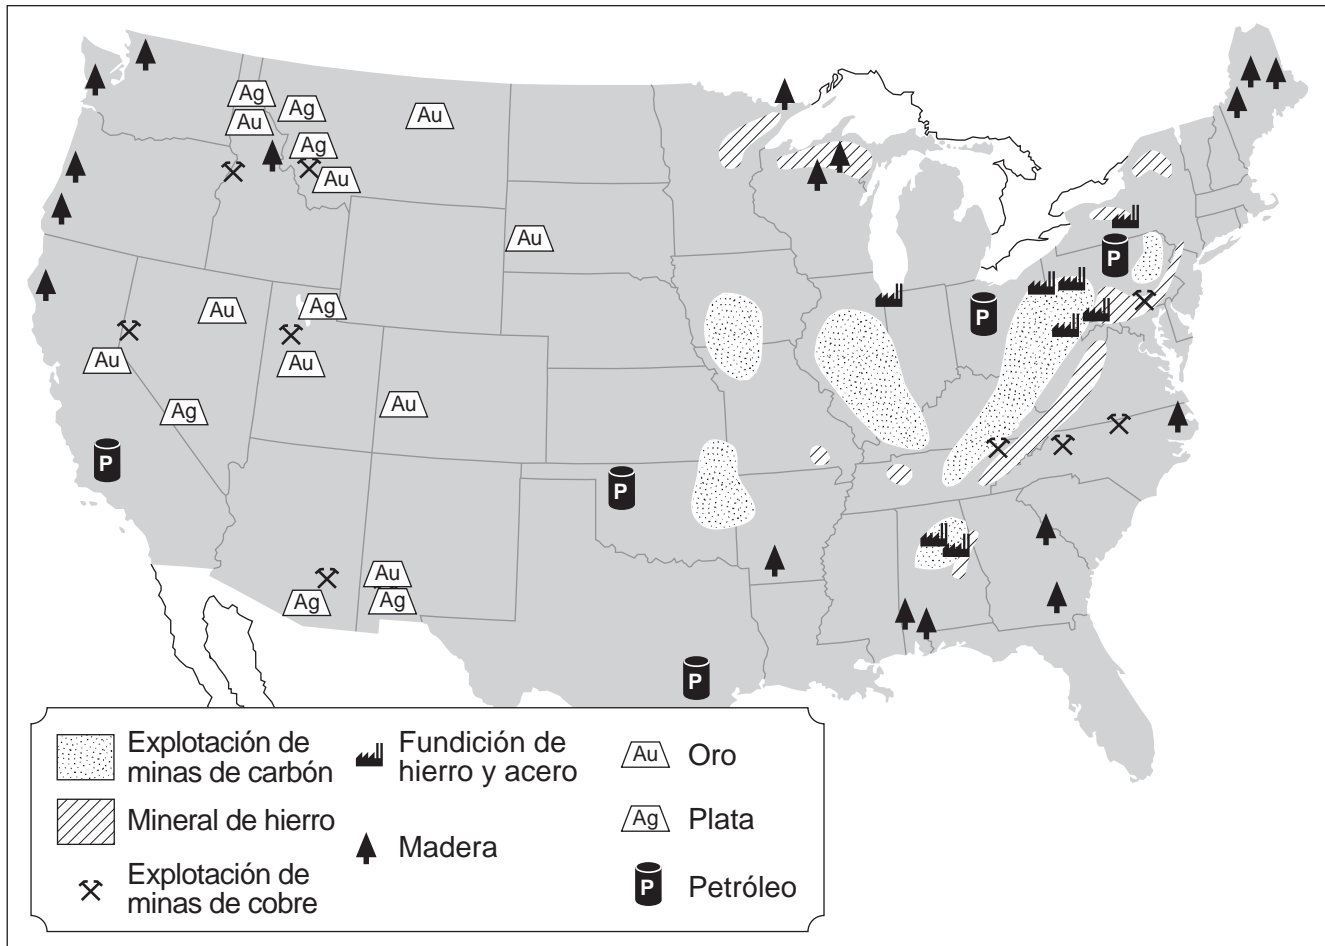 Ag
Ag
Au
Au
Ag
Au
Au
P
Ag
Au
P
Au
Au
Au
Ag
P
P
Au
Ag
Ag
P
Explotación de
minas de carbón
Mineral de hierro
Explotación de
minas de cobre
Fundición de
hierro y acero
Madera
Au Oro
Ag Plata
P Petróleo